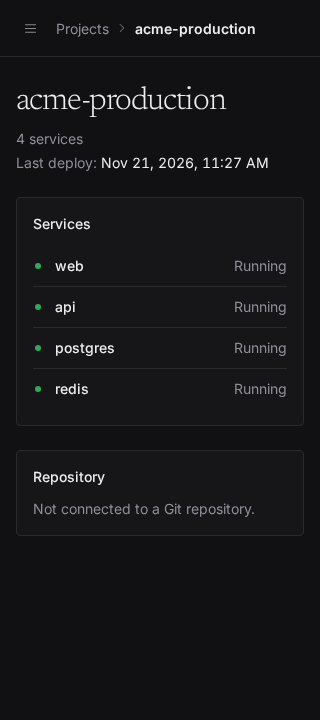 Projects > acme-production
acme-production
4 services
Last deploy: Nov 21, 2026, 11:27 AM
Services
web Running
api Running
postgres Running
redis Running
Repository
Not connected to a Git repository.